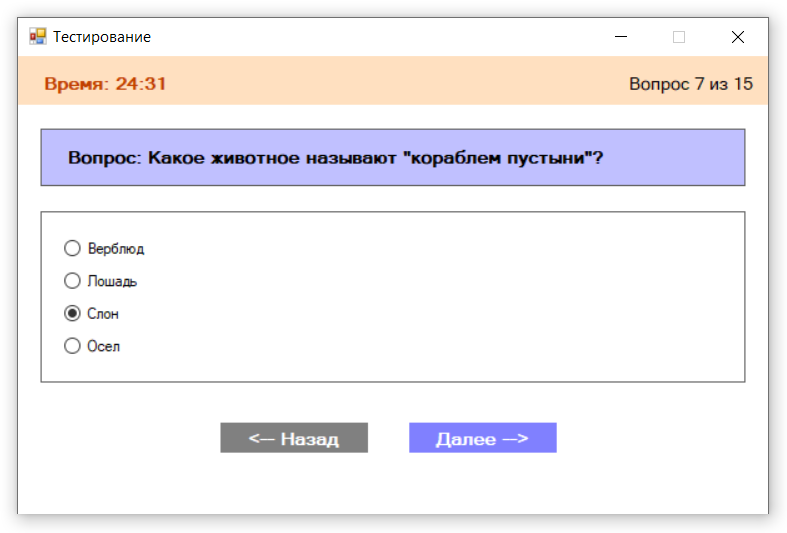 Тестирование
Время: 24:31
Вопрос 7 из 15
Вопрос: Какое животное называют "кораблем пустыни"?
Верблюд
Лошадь
Слон
Осел
<— Назад
Далее —>